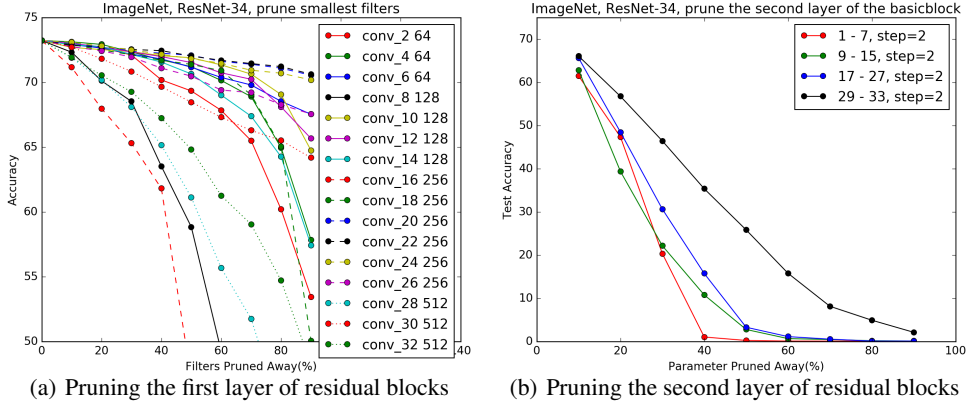 ImageNet, ResNet-34, prune smallest filters
75
70
65
60
55
50
Accuracy
0
20
40
60
80
40
Filters Pruned Away(%)
conv_2 64
conv_4 64
conv_6 64
conv_8 128
conv_10 128
conv_12 128
conv_14 128
conv_16 256
conv_18 256
conv_20 256
conv_22 256
conv_24 256
conv_26 256
conv_28 512
conv_30 512
conv_32 512
(a) Pruning the first layer of residual blocks
ImageNet, ResNet-34, prune the second layer of the basicblock
70
60
50
40
30
20
10
0
Test Accuracy
0
20
40
60
80
100
Parameter Pruned Away(%)
1 - 7, step=2
9 - 15, step=2
17 - 27, step=2
29 - 33, step=2
(b) Pruning the second layer of residual blocks